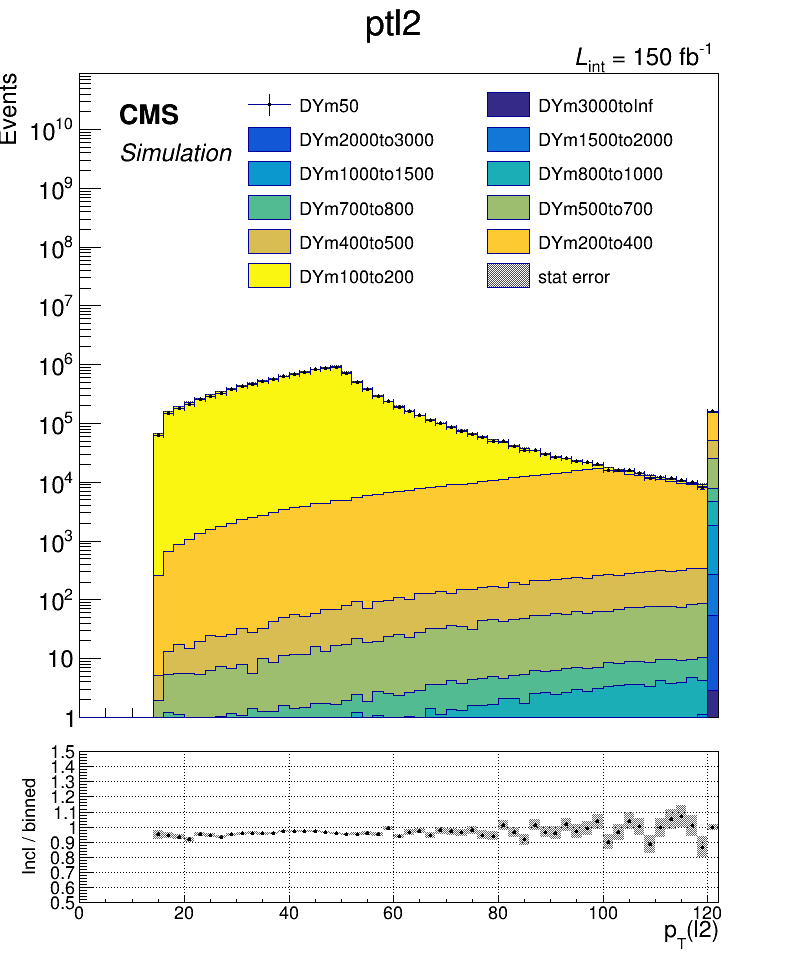 ptl2
L_int = 150 fb^-1
Events
CMS
Simulation
DYm50
DYm3000toInf
DYm2000to3000
DYm1500to2000
DYm1000to1500
DYm800to1000
DYm700to800
DYm500to700
DYm400to500
DYm200to400
DYm100to200
stat error
10^10
10^9
10^8
10^7
10^6
10^5
10^4
10^3
10^2
10
1
Incl / binned
1.5
1.4
1.3
1.2
1.1
1
0.9
0.8
0.7
0.6
0.5
0 20 40 60 80 100 120
p_T(l2)